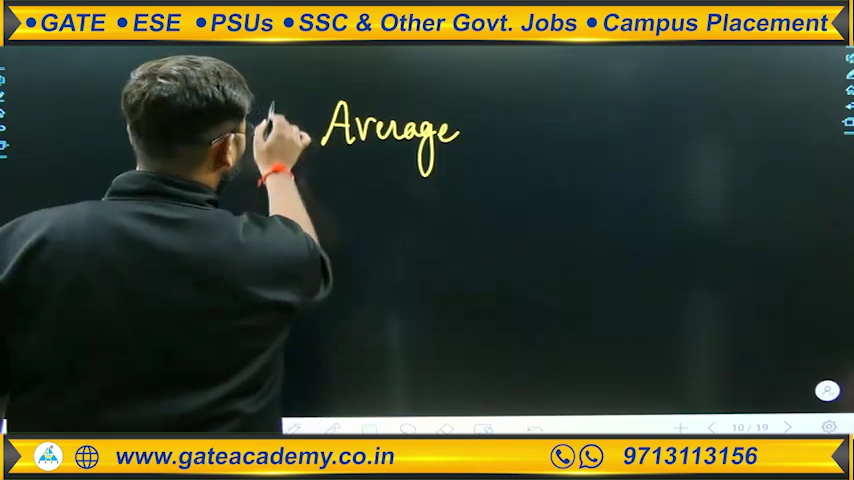 •GATE •ESE •PSUs •SSC & Other Govt. Jobs •Campus Placement
Average
10 / 19
www.gateacademy.co.in 9713113156